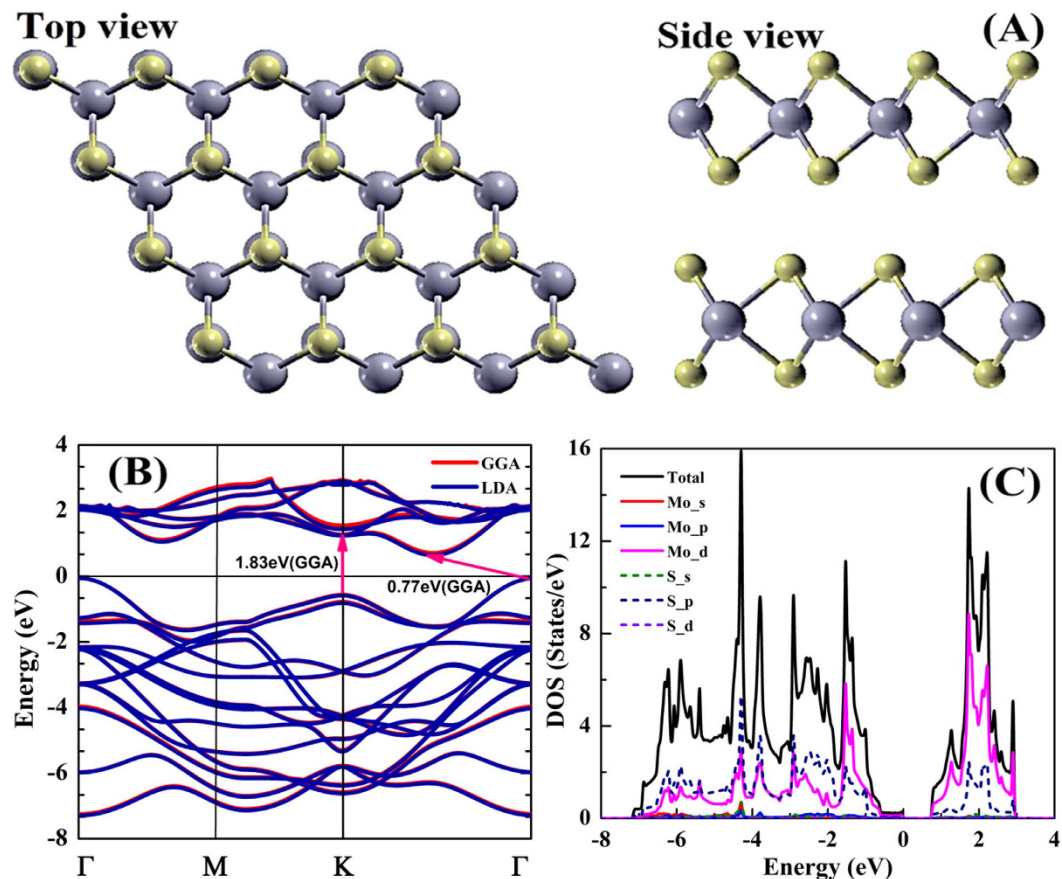 Top view
Side view
(A)
(B)
GGA
LDA
1.83eV(GGA)
0.77eV(GGA)
Energy (eV)
4
2
0
-2
-4
-6
-8
Γ M K Γ
(C)
Total
Mo_s
Mo_p
Mo_d
S_s
S_p
S_d
DOS (States/eV)
16
12
8
4
0
-8 -6 -4 -2 0 2 4
Energy (eV)